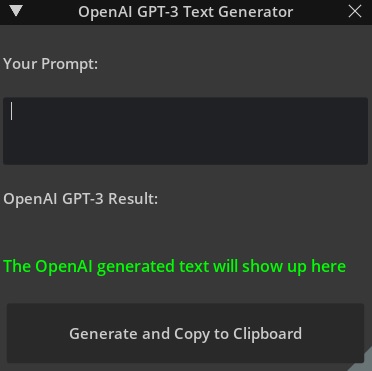 OpenAI GPT-3 Text Generator
Your Prompt:
OpenAI GPT-3 Result:
The OpenAI generated text will show up here
Generate and Copy to Clipboard